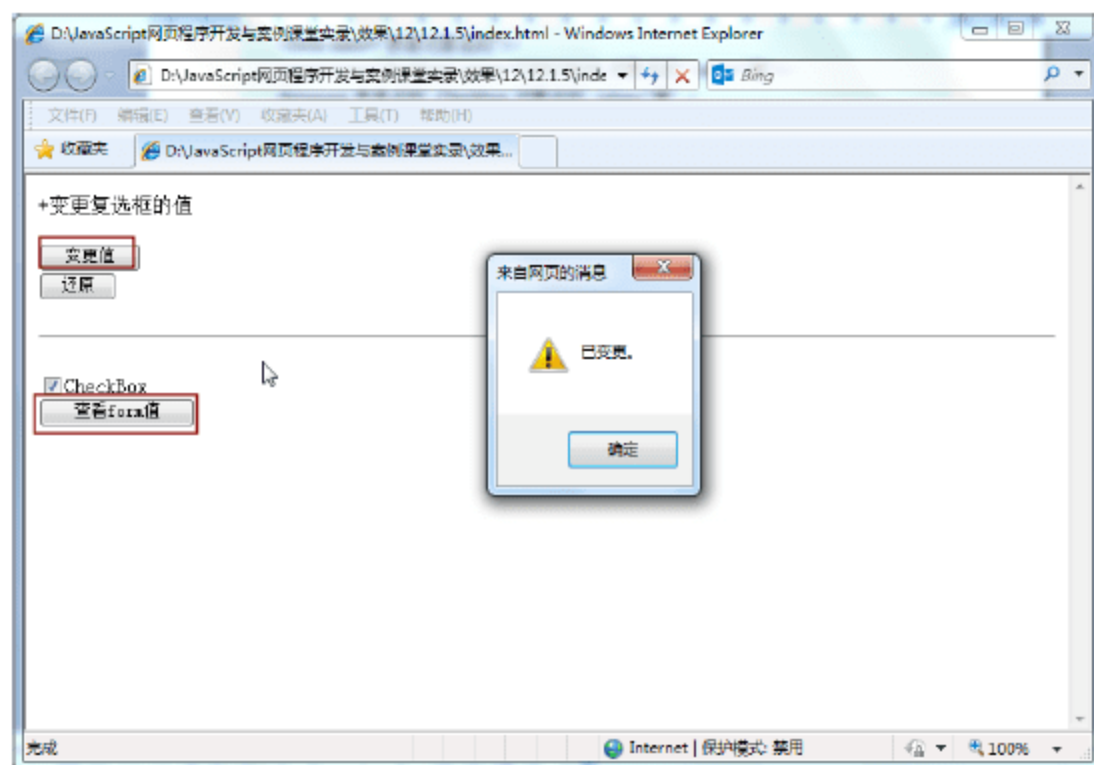 D:\JavaScript网页程序开发与案例课堂实录\效果\12\12.1.5\index.html - Windows Internet Explorer
D:\JavaScript网页程序开发与案例课堂实录\效果\12\12.1.5\inde
Bing
文件(F) 编辑(E) 查看(V) 收藏夹(A) 工具(T) 帮助(H)
收藏夹
D:\JavaScript网页程序开发与案例课堂实录\效果...
+变更复选框的值
变更值
还原
来自网页的消息
已变更。
确定
CheckBox
查看form值
完成
Internet | 保护模式: 禁用
100%